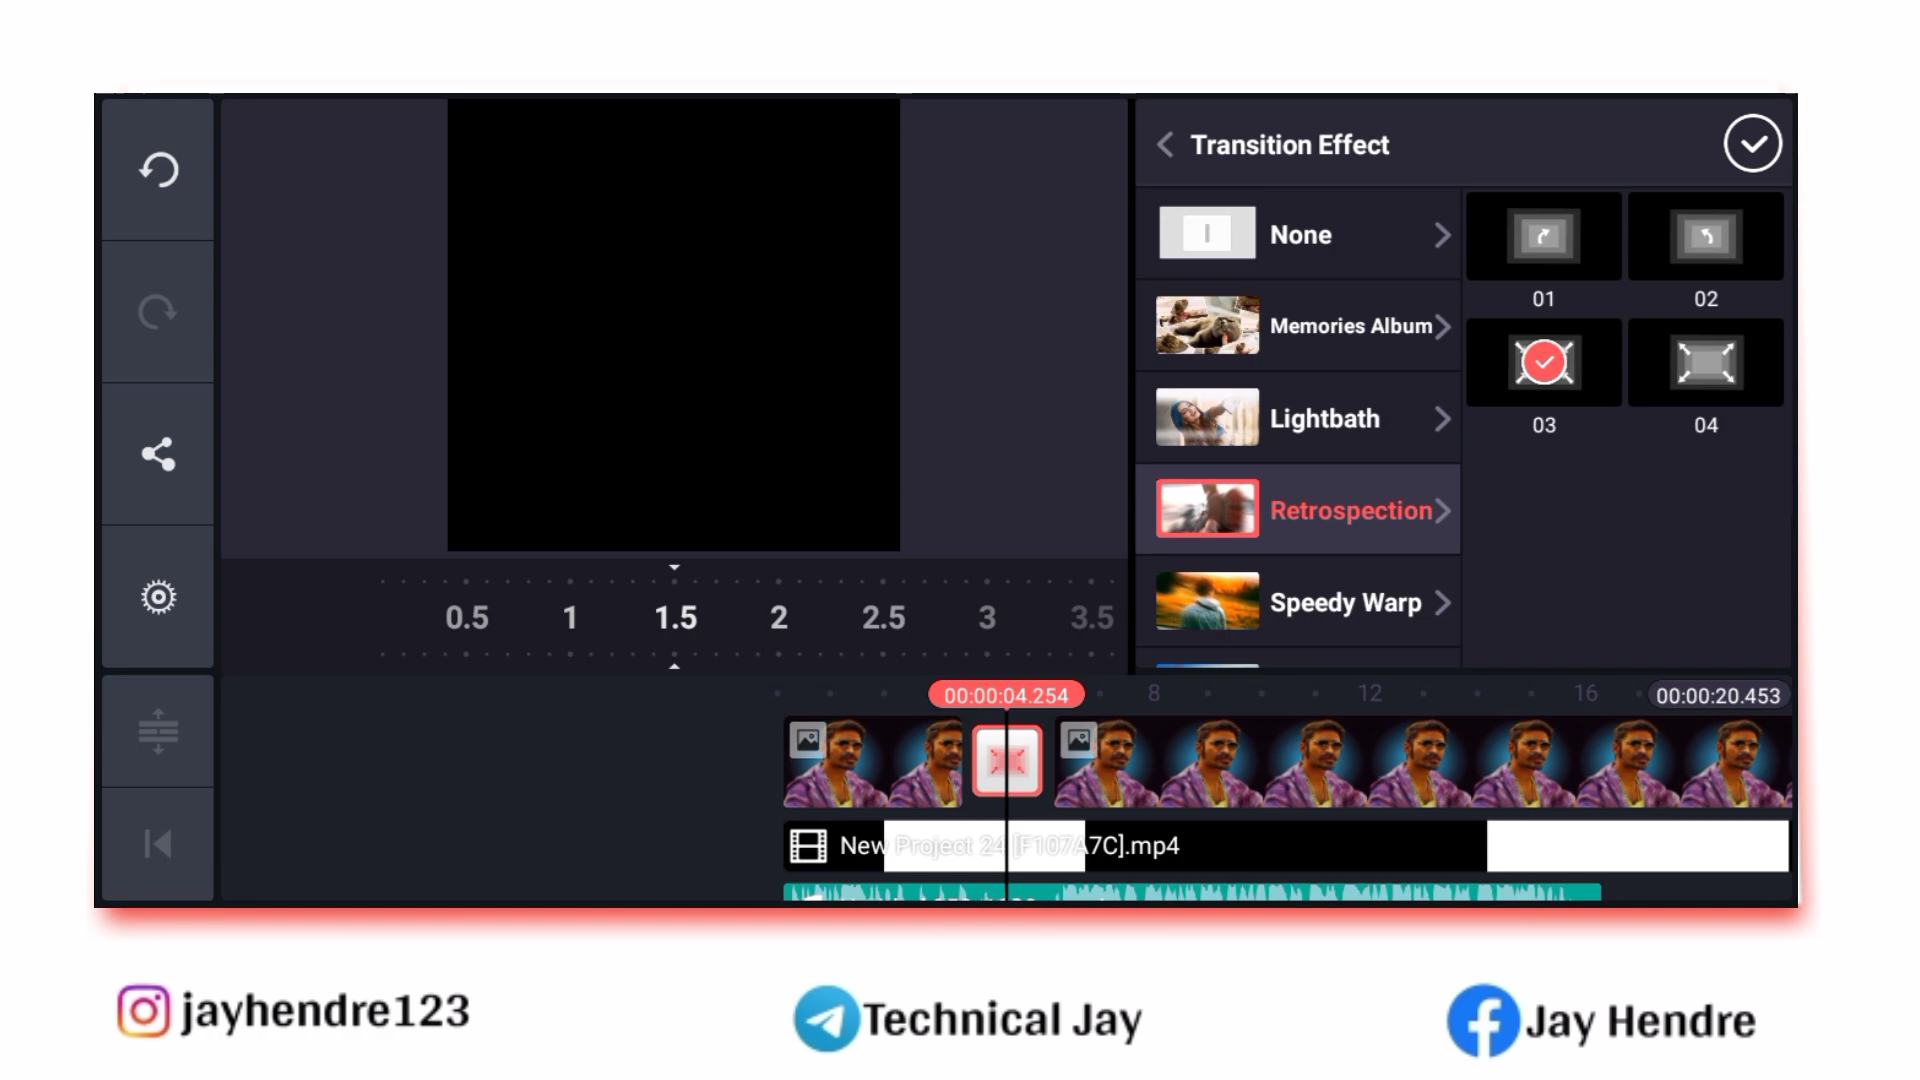 Transition Effect
None
Memories Album
Lightbath
Retrospection
Speedy Warp
01
02
03
04
0.5 1 1.5 2 2.5 3 3.5
00:00:04.254 8 12 16 00:00:20.453
New Project 24 [F107A7C].mp4
jayhendre123
Technical Jay
Jay Hendre